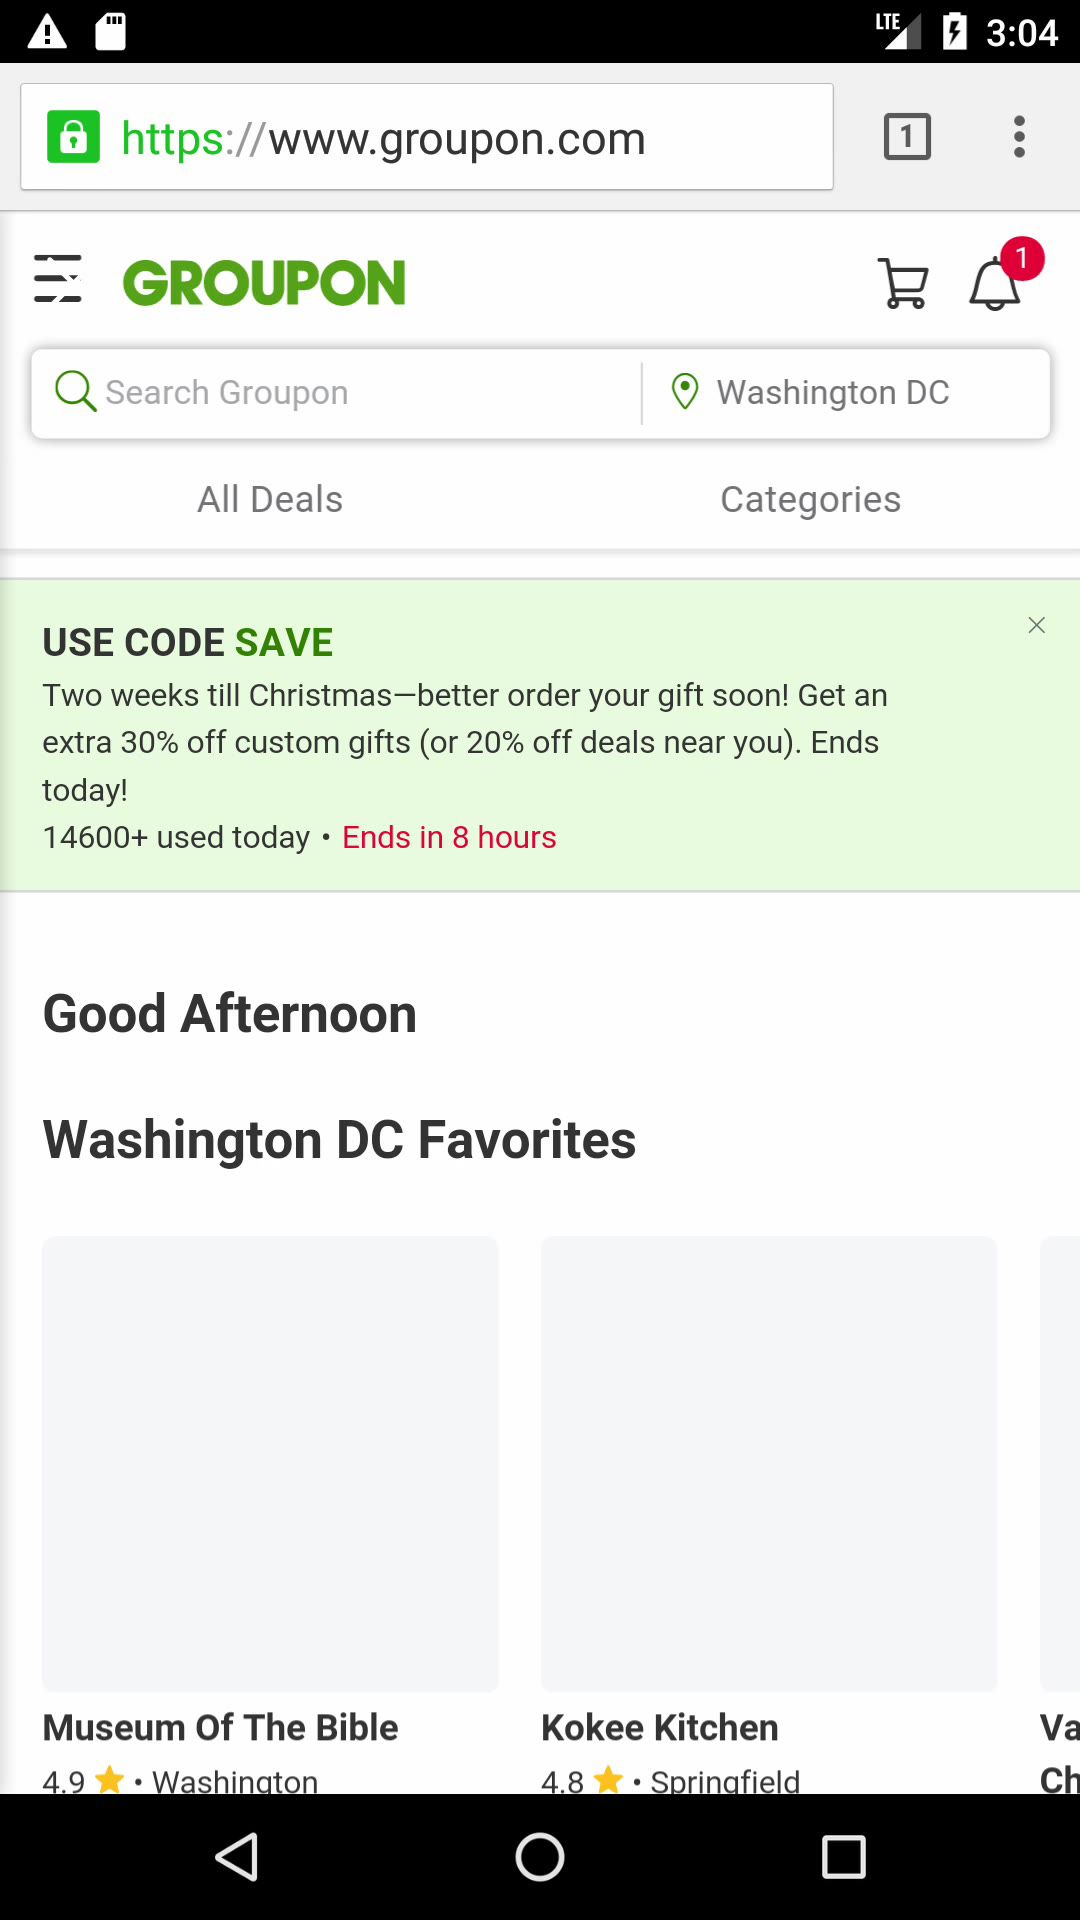 LTE 3:04
https://www.groupon.com 1
GROUPON 1
Search Groupon Washington DC
All Deals Categories
USE CODE SAVE
Two weeks till Christmas—better order your gift soon! Get an
extra 30% off custom gifts (or 20% off deals near you). Ends
today!
14600+ used today • Ends in 8 hours
Good Afternoon
Washington DC Favorites
Museum Of The Bible
4.9 • Washington
Kokee Kitchen
4.8 • Springfield
Va
Ch